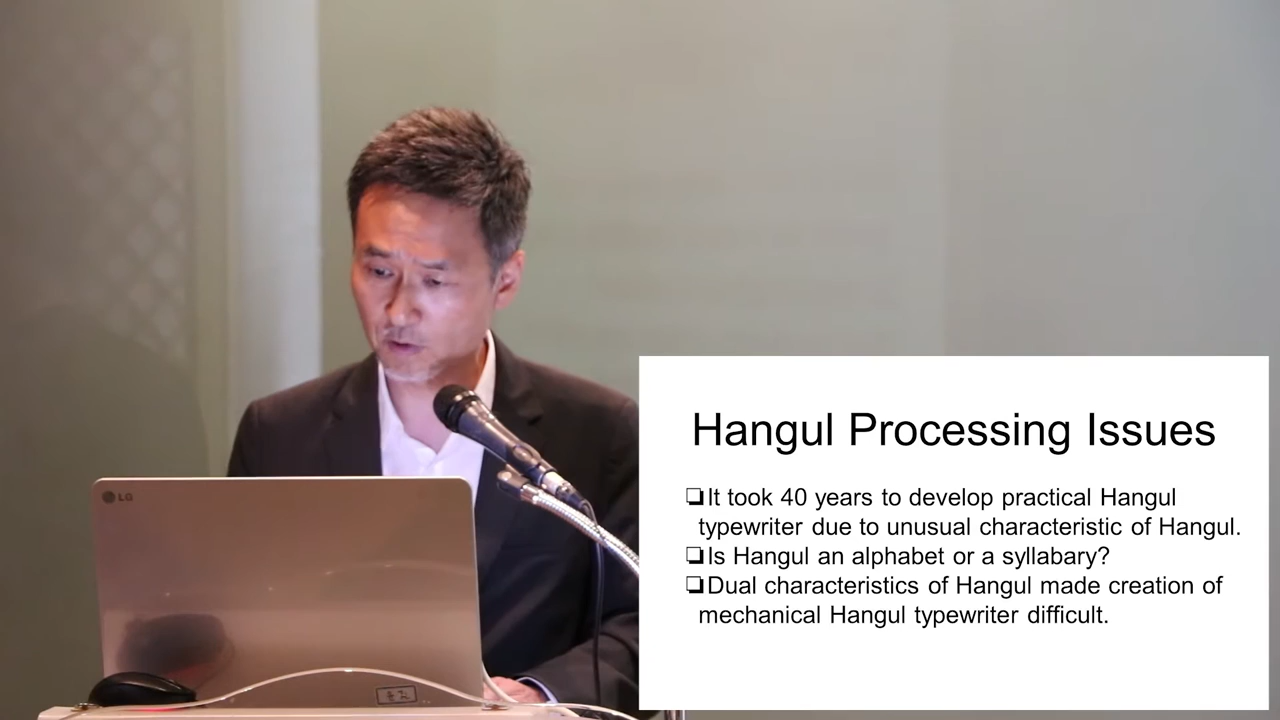 LG
Hangul Processing Issues
❑It took 40 years to develop practical Hangul
typewriter due to unusual characteristic of Hangul.
❑Is Hangul an alphabet or a syllabary?
❑Dual characteristics of Hangul made creation of
mechanical Hangul typewriter difficult.